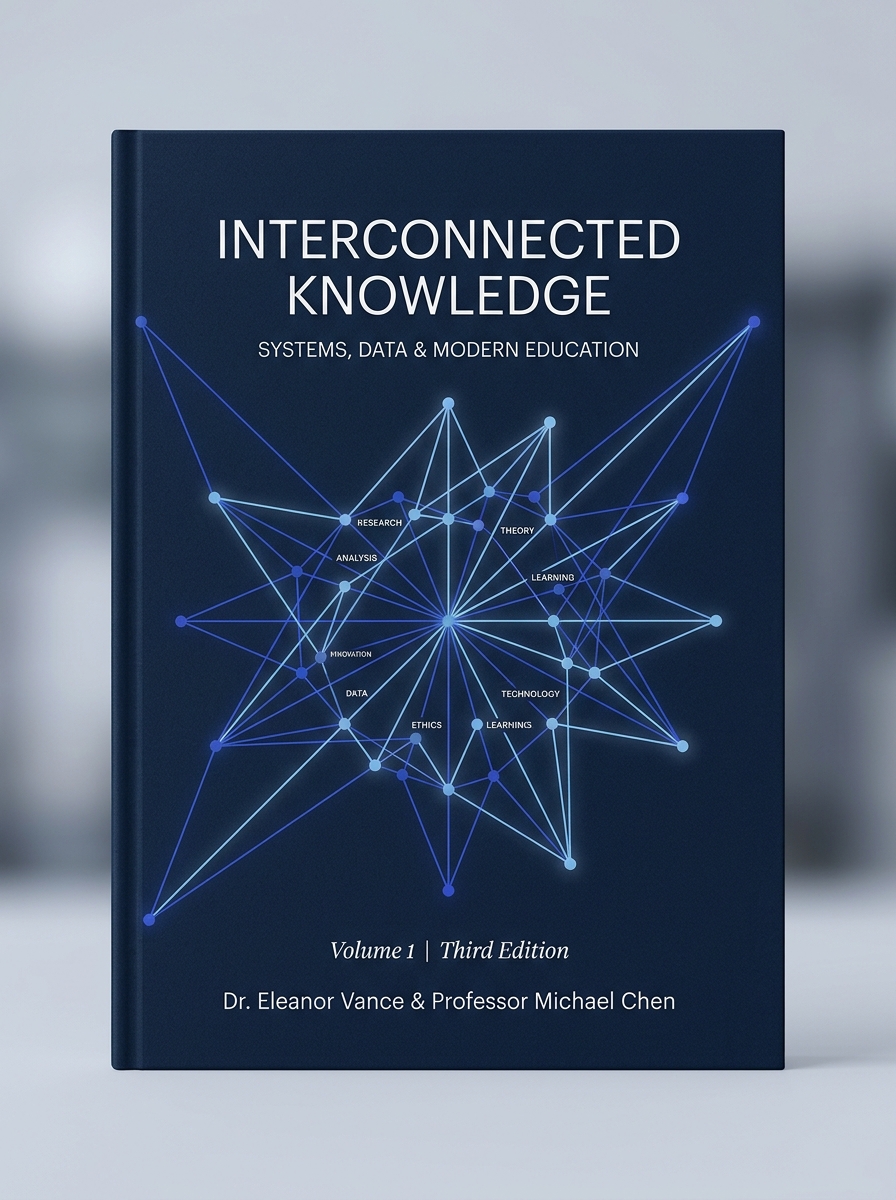 INTERCONNECTED
KNOWLEDGE
SYSTEMS, DATA & MODERN EDUCATION
RESEARCH
THEORY
ANALYSIS
LEARNING
DATA
TECHNOLOGY
ETHICS
LEARNING
Volume 1 | Third Edition
Dr. Eleanor Vance & Professor Michael Chen